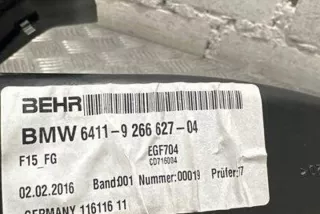 BEHR
BMW 6411-9 266 627-04
F15_FG EGF704
CD716004
02.02.2016 Band:001 Nummer:00019 Prüfer:7
GERMANY 116116 11